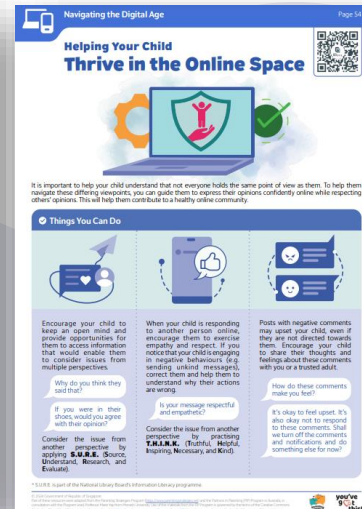 Navigating the Digital Age
Page 54
Helping Your Child
Thrive in the Online Space
It is important to help your child understand that not everyone holds the same point of view as them. To help them
navigate these differing viewpoints, you can guide them to express their opinions confidently online while respecting
others' opinions. This will help them contribute to a healthy online community.
Things You Can Do
Encourage your child to
keep an open mind and
provide opportunities for
them to access information
that would enable them
to consider issues from
multiple perspectives.
Why do you think they
said that?
If you were in their
shoes, would you agree
with their opinion?
Consider the issue from
another perspective by
applying S.U.R.E. (Source,
Understand, Research, and
Evaluate).
When your child is responding
to another person online,
encourage them to exercise
empathy and respect. If you
notice that your child is engaging
in negative behaviours (e.g.
sending unkind messages),
correct them and help them to
understand why their actions
are wrong.
Is your message respectful
and empathetic?
Consider the issue from another
perspective by practising
T.H.I.N.K. (Truthful, Helpful,
Inspiring, Necessary, and Kind).
Posts with negative comments
may upset your child, even if
they are not directed towards
them. Encourage your child
to share their thoughts and
feelings about these comments
with you or a trusted adult.
How do these comments
make you feel?
It's okay to feel upset. It's
also okay not to respond
to these comments. Shall
we turn off the comments
and notifications and do
something else for now?
* S.U.R.E. is part of the National Library Board's Information Literacy programme.
you've
got